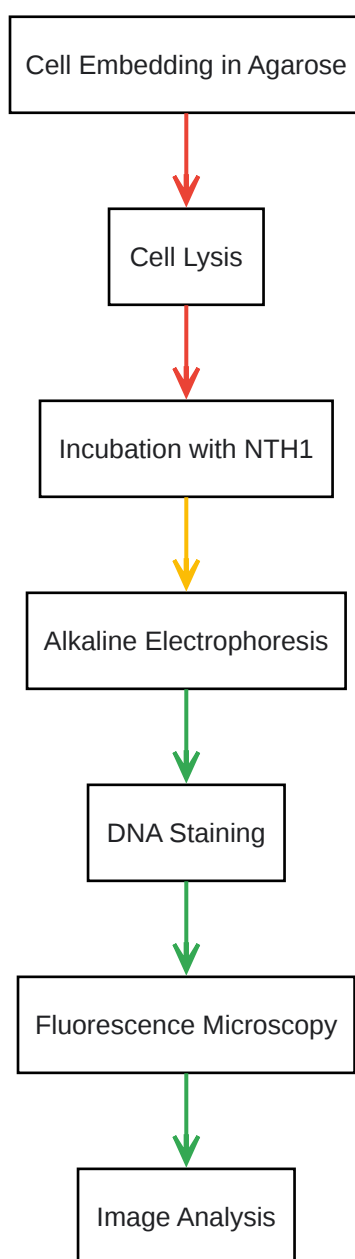 Cell Embedding in Agarose
Cell Lysis
Incubation with NTH1
Alkaline Electrophoresis
DNA Staining
Fluorescence Microscopy
Image Analysis